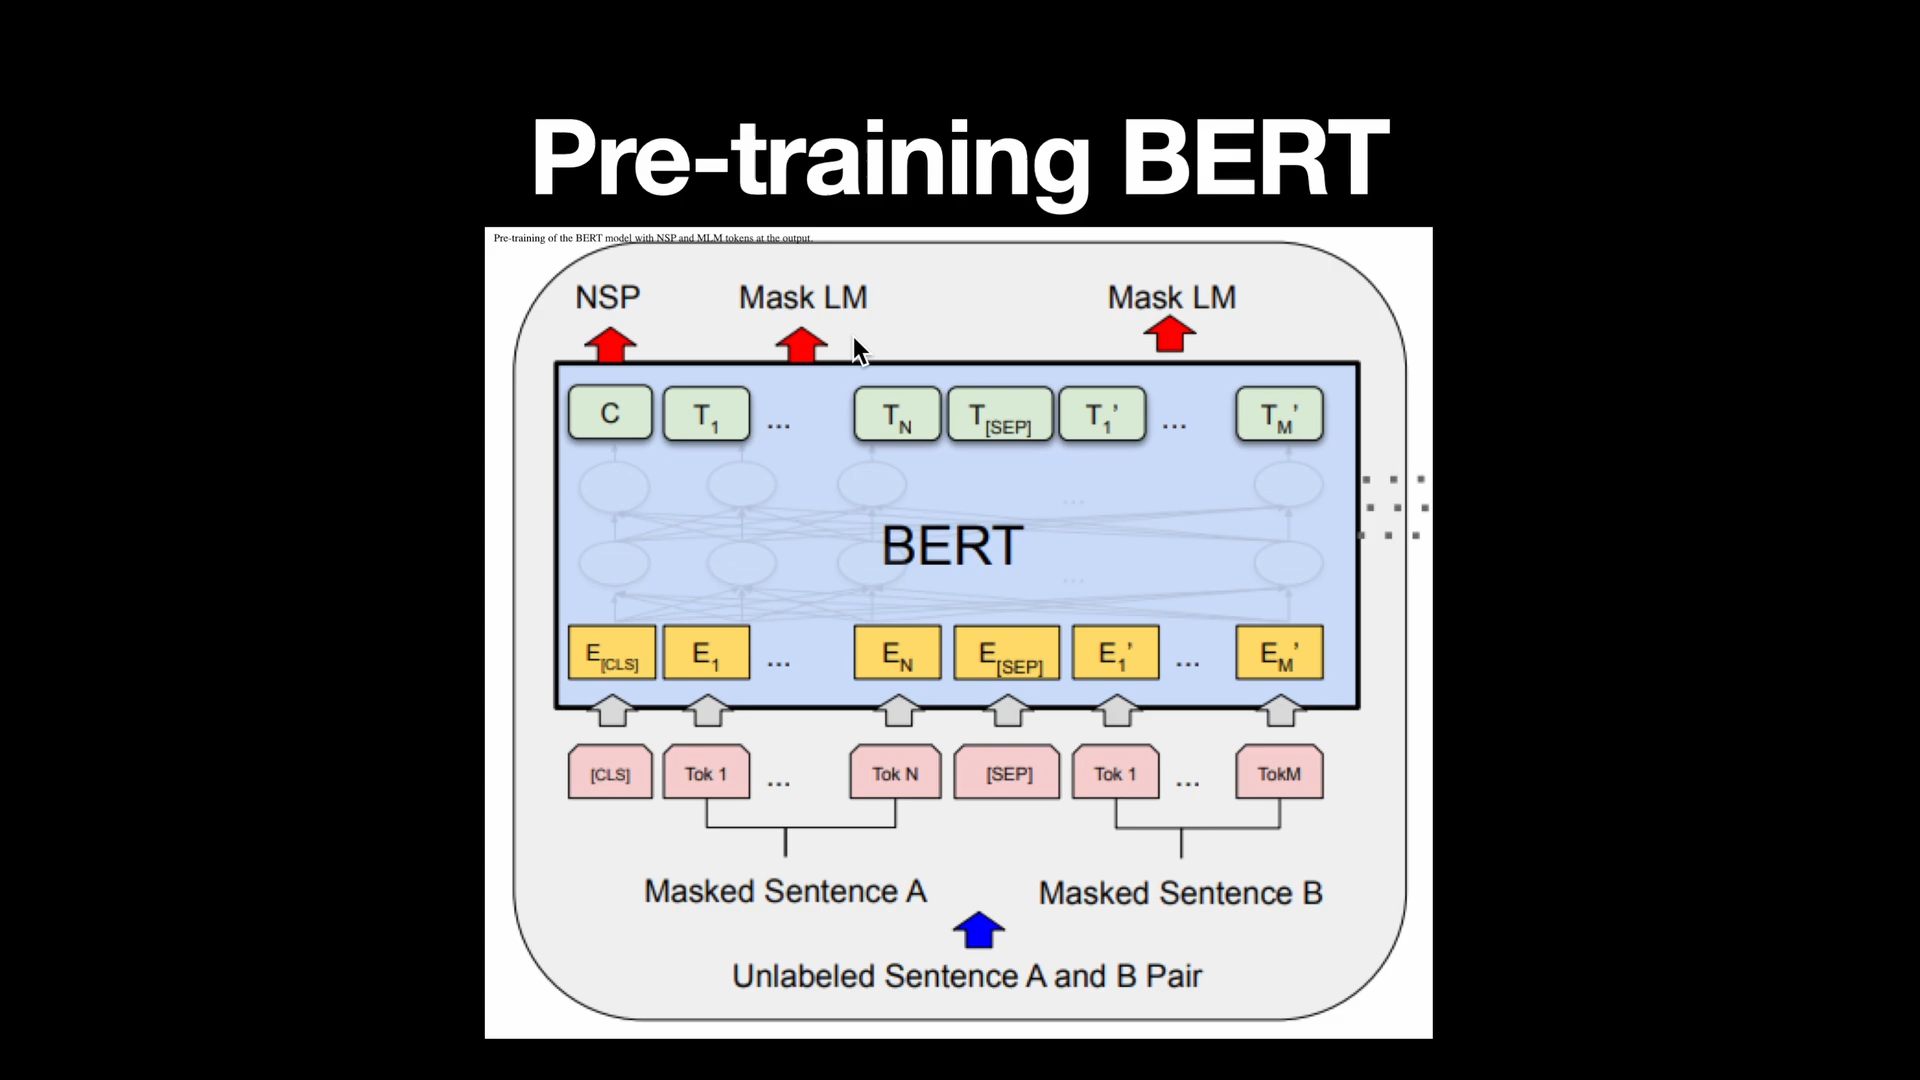 Pre-training BERT
Pre-training of the BERT model with NSP and MLM tokens at the output.
NSP Mask LM Mask LM
C T1 ... TN T[SEP] T1’ ... TM’
...
BERT
...
E[CLS] E1 ... EN E[SEP] E1’ ... EM’
[CLS] Tok 1 ... Tok N [SEP] Tok 1 ... TokM
Masked Sentence A Masked Sentence B
Unlabeled Sentence A and B Pair